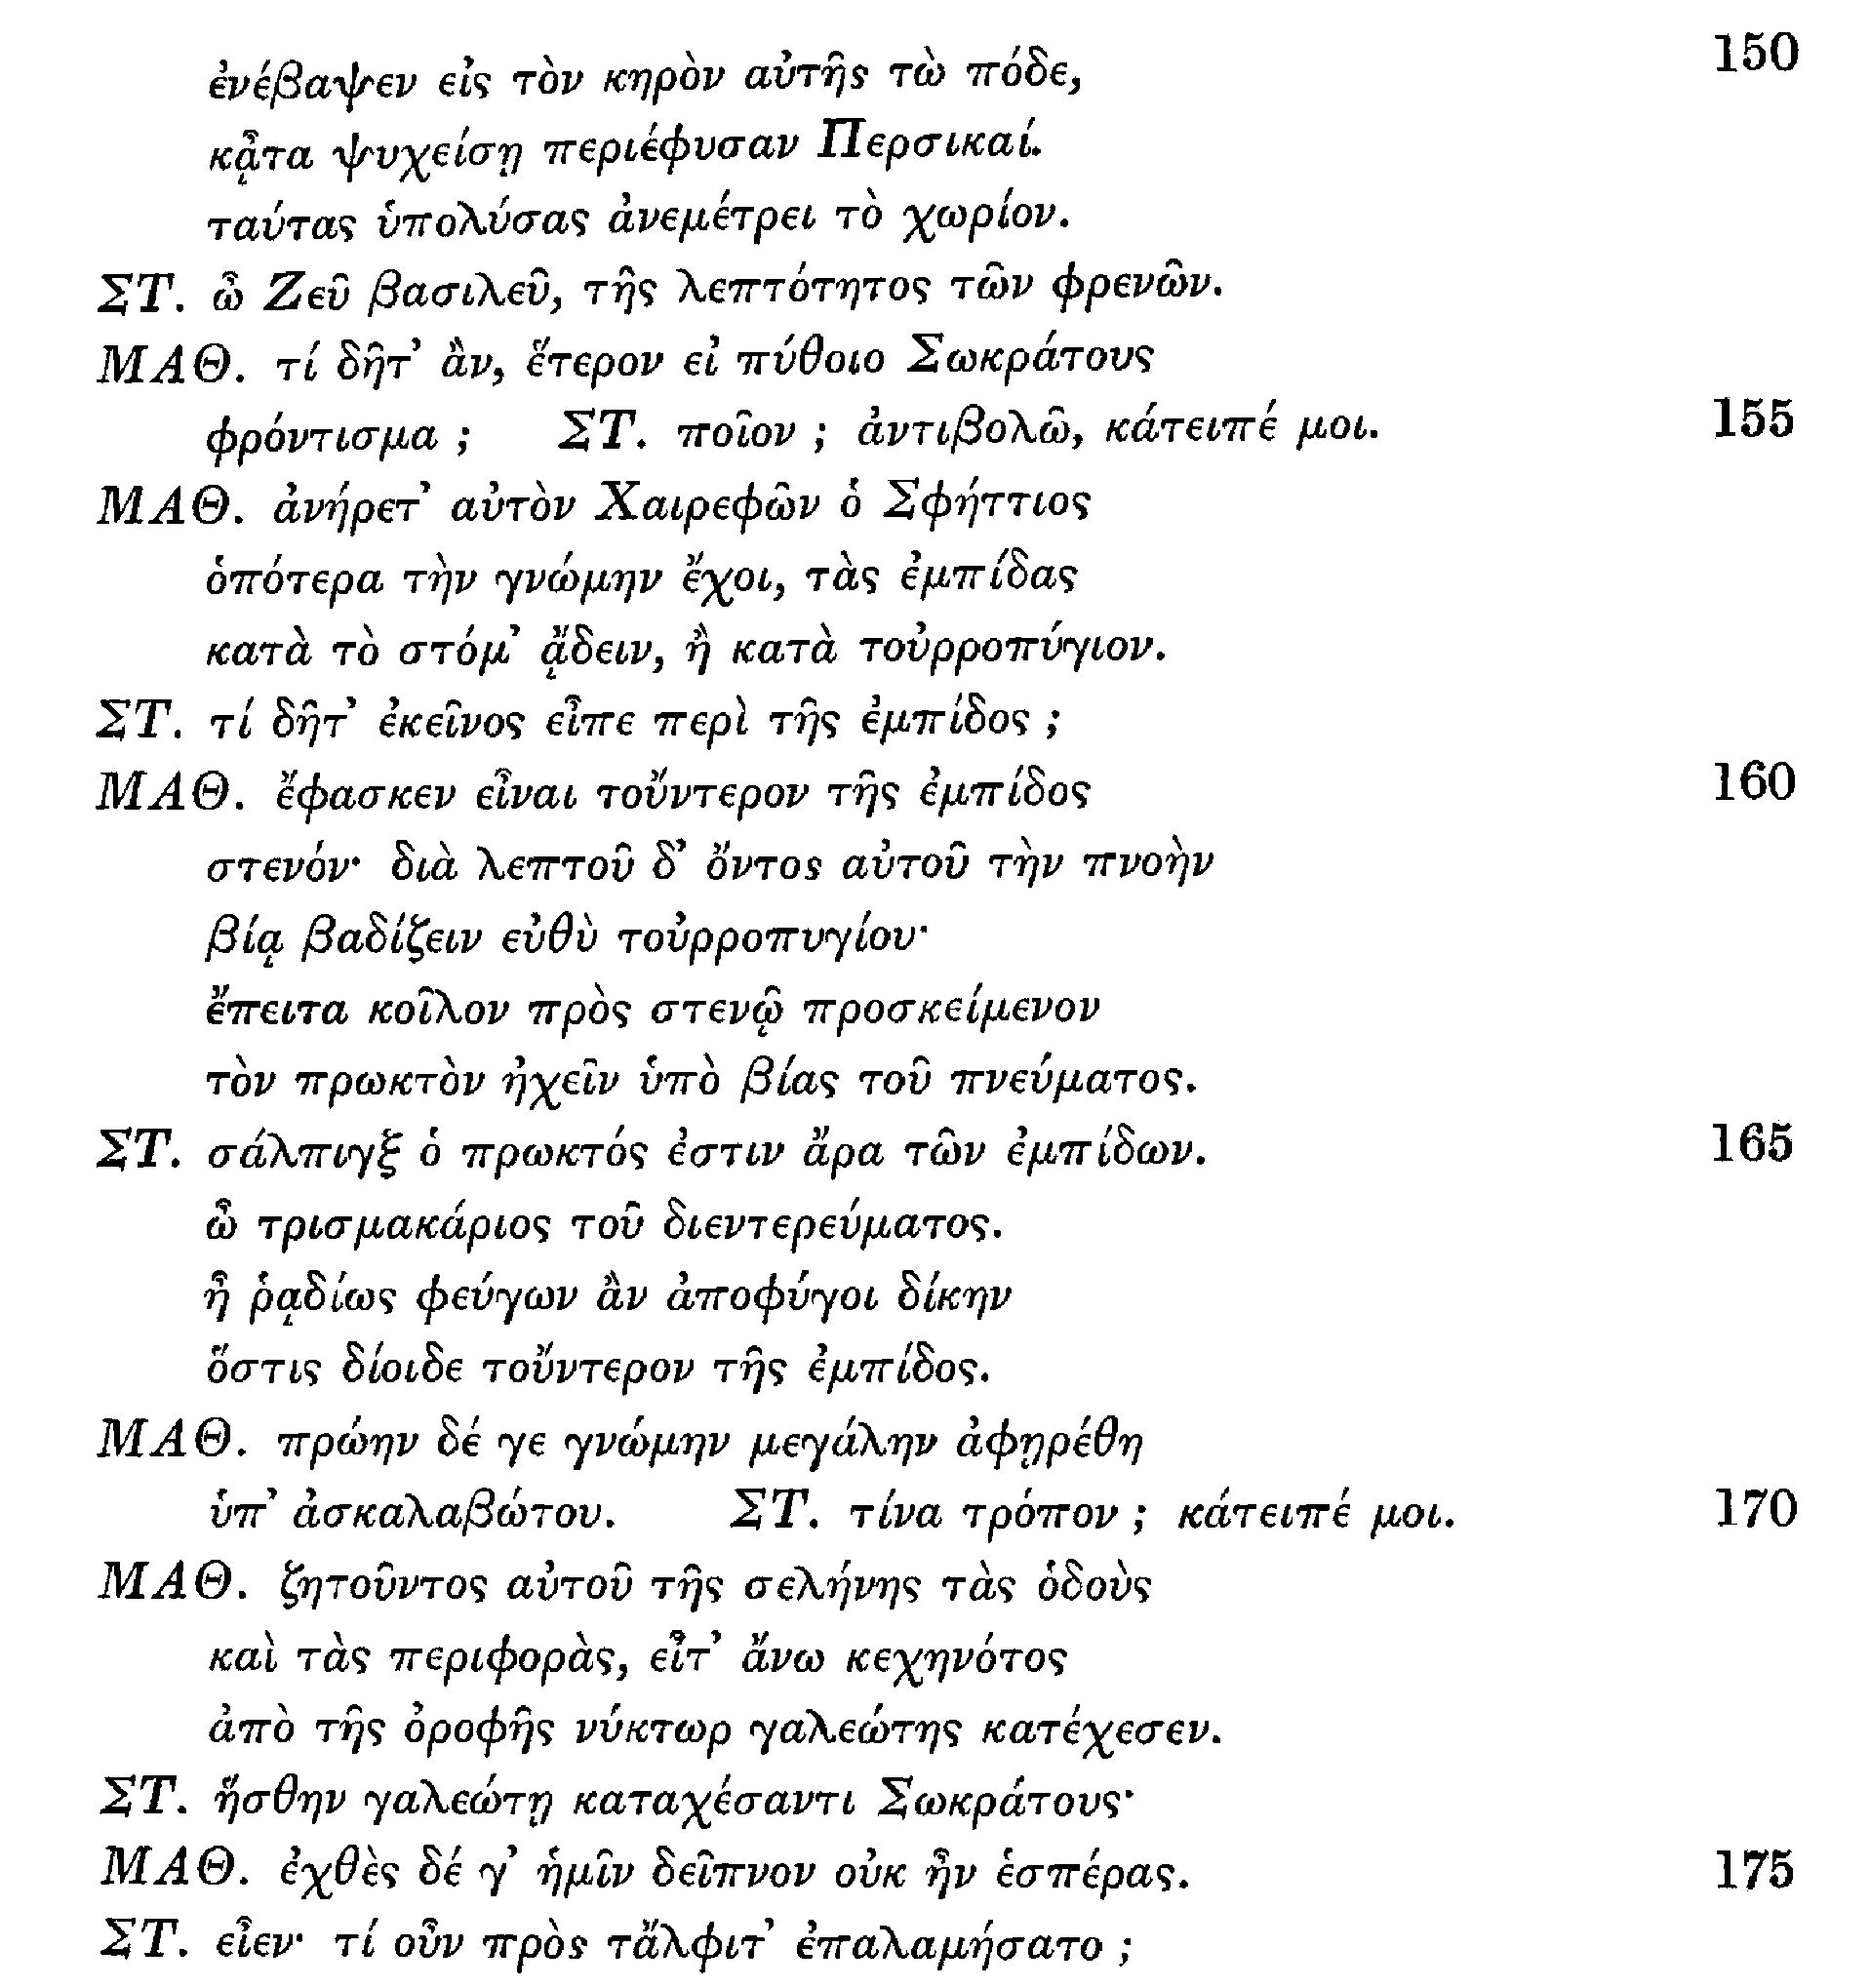 ἐνέβαψεν εἰς τὸν κηρὸν αὐτῆς τὼ πόδε, 150
κᾆτα ψυχείσῃ περιέφυσαν Περσικαί.
ταύτας ὑπολύσας ἀνεμέτρει τὸ χωρίον.
ΣΤ. ὦ Ζεῦ βασιλεῦ, τῆς λεπτότητος τῶν φρενῶν.
ΜΑΘ. τί δῆτ’ ἂν, ἕτερον εἰ πύθοιο Σωκράτους
φρόντισμα ; ΣΤ. ποῖον ; ἀντιβολῶ, κάτειπέ μοι. 155
ΜΑΘ. ἀνήρετ’ αὐτὸν Χαιρεφῶν ὁ Σφήττιος
ὁπότερα τὴν γνώμην ἔχοι, τὰς ἐμπίδας
κατὰ τὸ στόμ’ ᾄδειν, ἢ κατὰ τοὐρροπύγιον.
ΣΤ. τί δῆτ’ ἐκεῖνος εἶπε περὶ τῆς ἐμπίδος ;
ΜΑΘ. ἔφασκεν εἶναι τοὔντερον τῆς ἐμπίδος 160
στενόν· διὰ λεπτοῦ δ’ ὄντος αὐτοῦ τὴν πνοὴν
βίᾳ βαδίζειν εὐθὺ τοὐρροπυγίου·
ἔπειτα κοῖλον πρὸς στενῷ προσκείμενον
τὸν πρωκτὸν ἠχεῖν ὑπὸ βίας τοῦ πνεύματος.
ΣΤ. σάλπιγξ ὁ πρωκτός ἐστιν ἄρα τῶν ἐμπίδων. 165
ὦ τρισμακάριος τοῦ διεντερεύματος.
ἦ ῥᾳδίως φεύγων ἂν ἀποφύγοι δίκην
ὅστις δίοιδε τοὔντερον τῆς ἐμπίδος.
ΜΑΘ. πρώην δέ γε γνώμην μεγάλην ἀφῃρέθη
ὑπ’ ἀσκαλαβώτου. ΣΤ. τίνα τρόπον ; κάτειπέ μοι. 170
ΜΑΘ. ζητοῦντος αὐτοῦ τῆς σελήνης τὰς ὁδοὺς
καὶ τὰς περιφορὰς, εἶτ’ ἄνω κεχηνότος
ἀπὸ τῆς ὀροφῆς νύκτωρ γαλεώτης κατέχεσεν.
ΣΤ. ἥσθην γαλεώτῃ καταχέσαντι Σωκράτους·
ΜΑΘ. ἐχθὲς δέ γ’ ἡμῖν δεῖπνον οὐκ ἦν ἑσπέρας. 175
ΣΤ. εἶεν· τί οὖν πρὸς τἄλφιτ’ ἐπαλαμήσατο ;